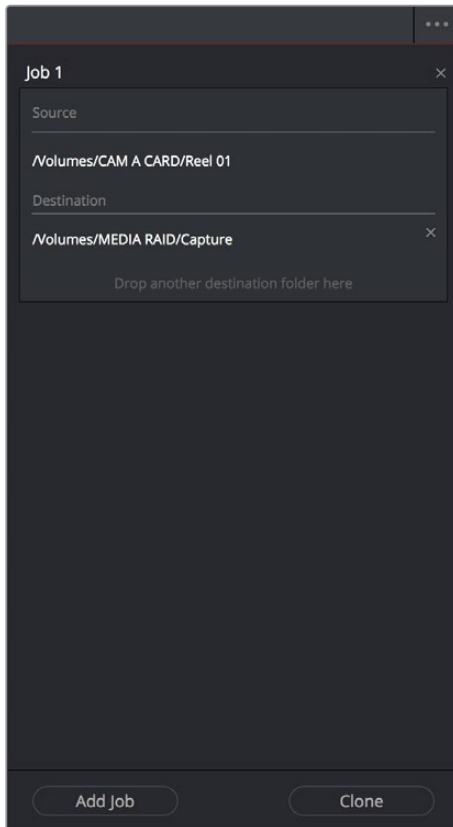 Job 1
Source
/Volumes/CAM A CARD/Reel 01
Destination
/Volumes/MEDIA RAID/Capture
Drop another destination folder here
Add Job
Clone